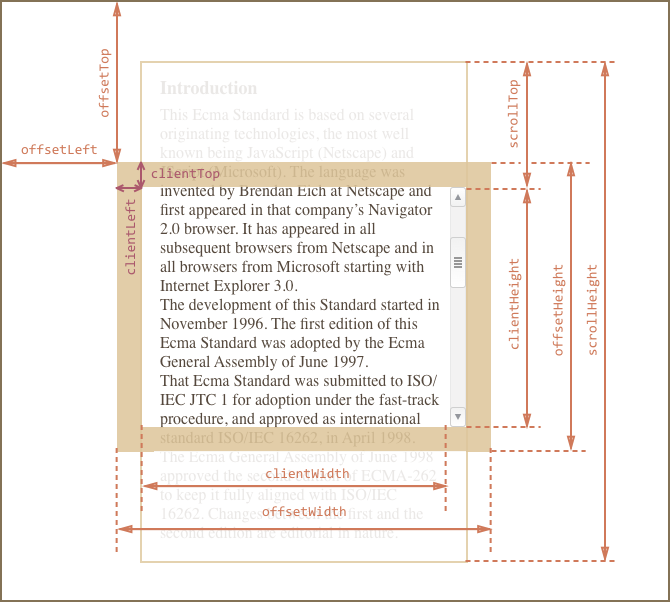 offsetTop
offsetLeft
scrollTop
Introduction
This Ecma Standard is based on several
originating technologies, the most well
known being JavaScript (Netscape) and
(Microsoft). The language was
clientTop
invented by Brendan Eich at Netscape and
first appeared in that company’s Navigator
2.0 browser. It has appeared in all
subsequent browsers from Netscape and in
all browsers from Microsoft starting with
Internet Explorer 3.0.
The development of this Standard started in
November 1996. The first edition of this
Ecma Standard was adopted by the Ecma
General Assembly of June 1997.
That Ecma Standard was submitted to ISO/
IEC JTC 1 for adoption under the fast-track
procedure, and approved as international
standard ISO/IEC 16262, in April 1998.
The Ecma General Assembly of June 1998
approved the of ECMA-262
to keep it fully aligned with ISO/IEC
16262. Changes between the first and the
second edition are editorial in nature.
clientLeft
clientHeight
offsetHeight
scrollHeight
clientWidth
offsetWidth